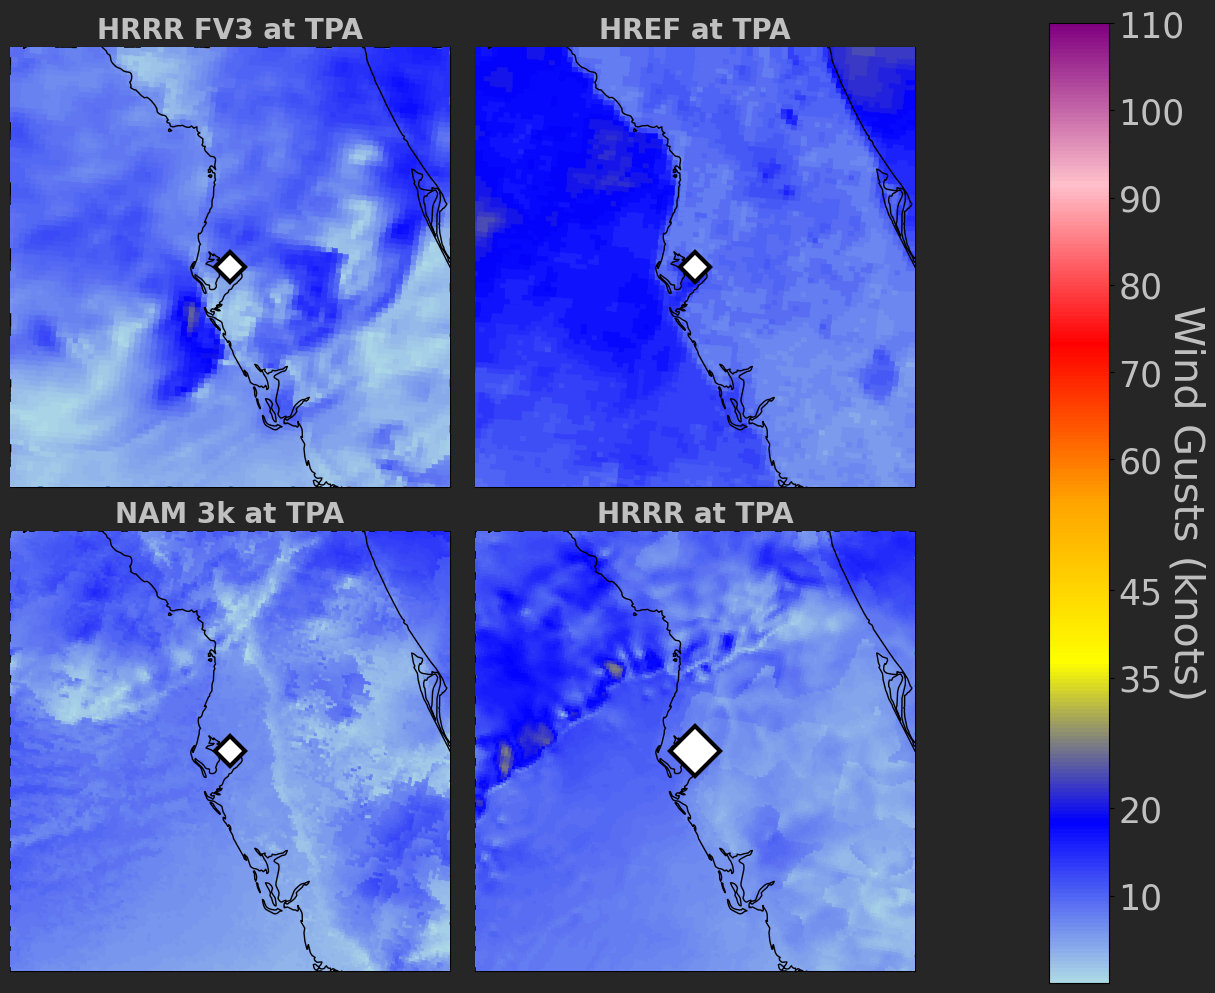 HRRR FV3 at TPA
HREF at TPA
NAM 3k at TPA
HRRR at TPA
110
100
90
80
70
60
45
35
20
10
Wind Gusts (knots)